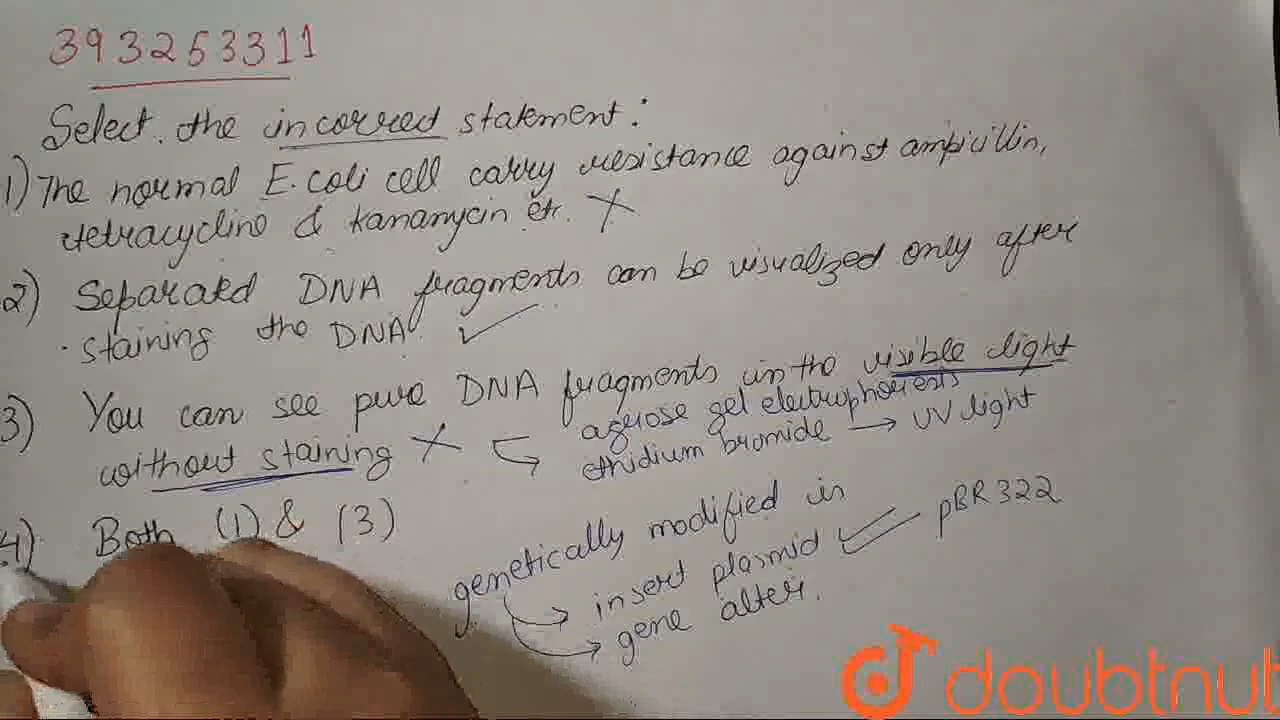 393253311
Select the incorrect statement:
1) The normal E.coli cell carry resistance against ampicillin,
tetracycline & kanamycin etc. X
2) Separated DNA fragments can be visualized only after
staining the DNA. ✓
3) You can see pure DNA fragments in the visible light
without staining X
agarose gel electrophoresis
ethidium bromide → UV light
4) Both (1) & (3)
genetically modified in
→ insert plasmid pBR322
→ gene alter.
doubtnut